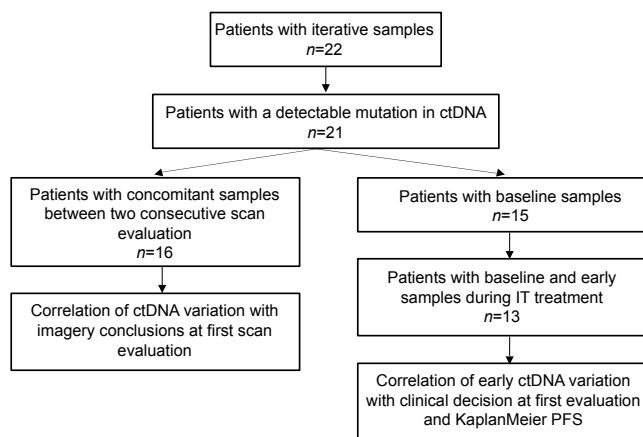 Patients with iterative samples
n=22
Patients with a detectable mutation in ctDNA
n=21
Patients with concomitant samples
between two consecutive scan
evaluation
n=16
Correlation of ctDNA variation with
imagery conclusions at first scan
evaluation
Patients with baseline samples
n=15
Patients with baseline and early
samples during IT treatment
n=13
Correlation of early ctDNA variation
with clinical decision at first evaluation
and KaplanMeier PFS